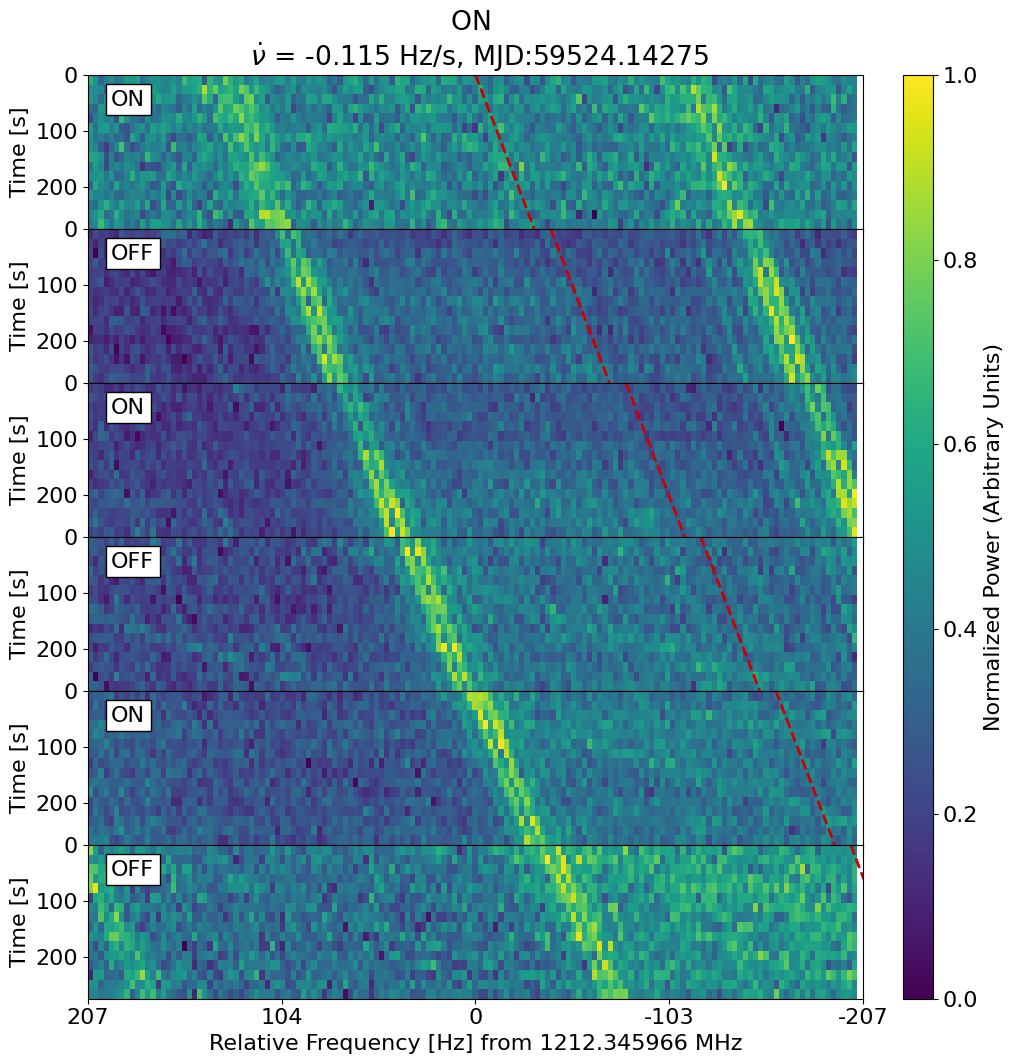 ON
ν̇ = -0.115 Hz/s, MJD:59524.14275
0
ON
100
200
Time [s]
0
OFF
100
200
Time [s]
0
ON
100
200
Time [s]
0
OFF
100
200
Time [s]
0
ON
100
200
Time [s]
0
OFF
100
200
Time [s]
207 104 0 -103 -207
Relative Frequency [Hz] from 1212.345966 MHz
1.0
0.8
0.6
0.4
0.2
0.0
Normalized Power (Arbitrary Units)